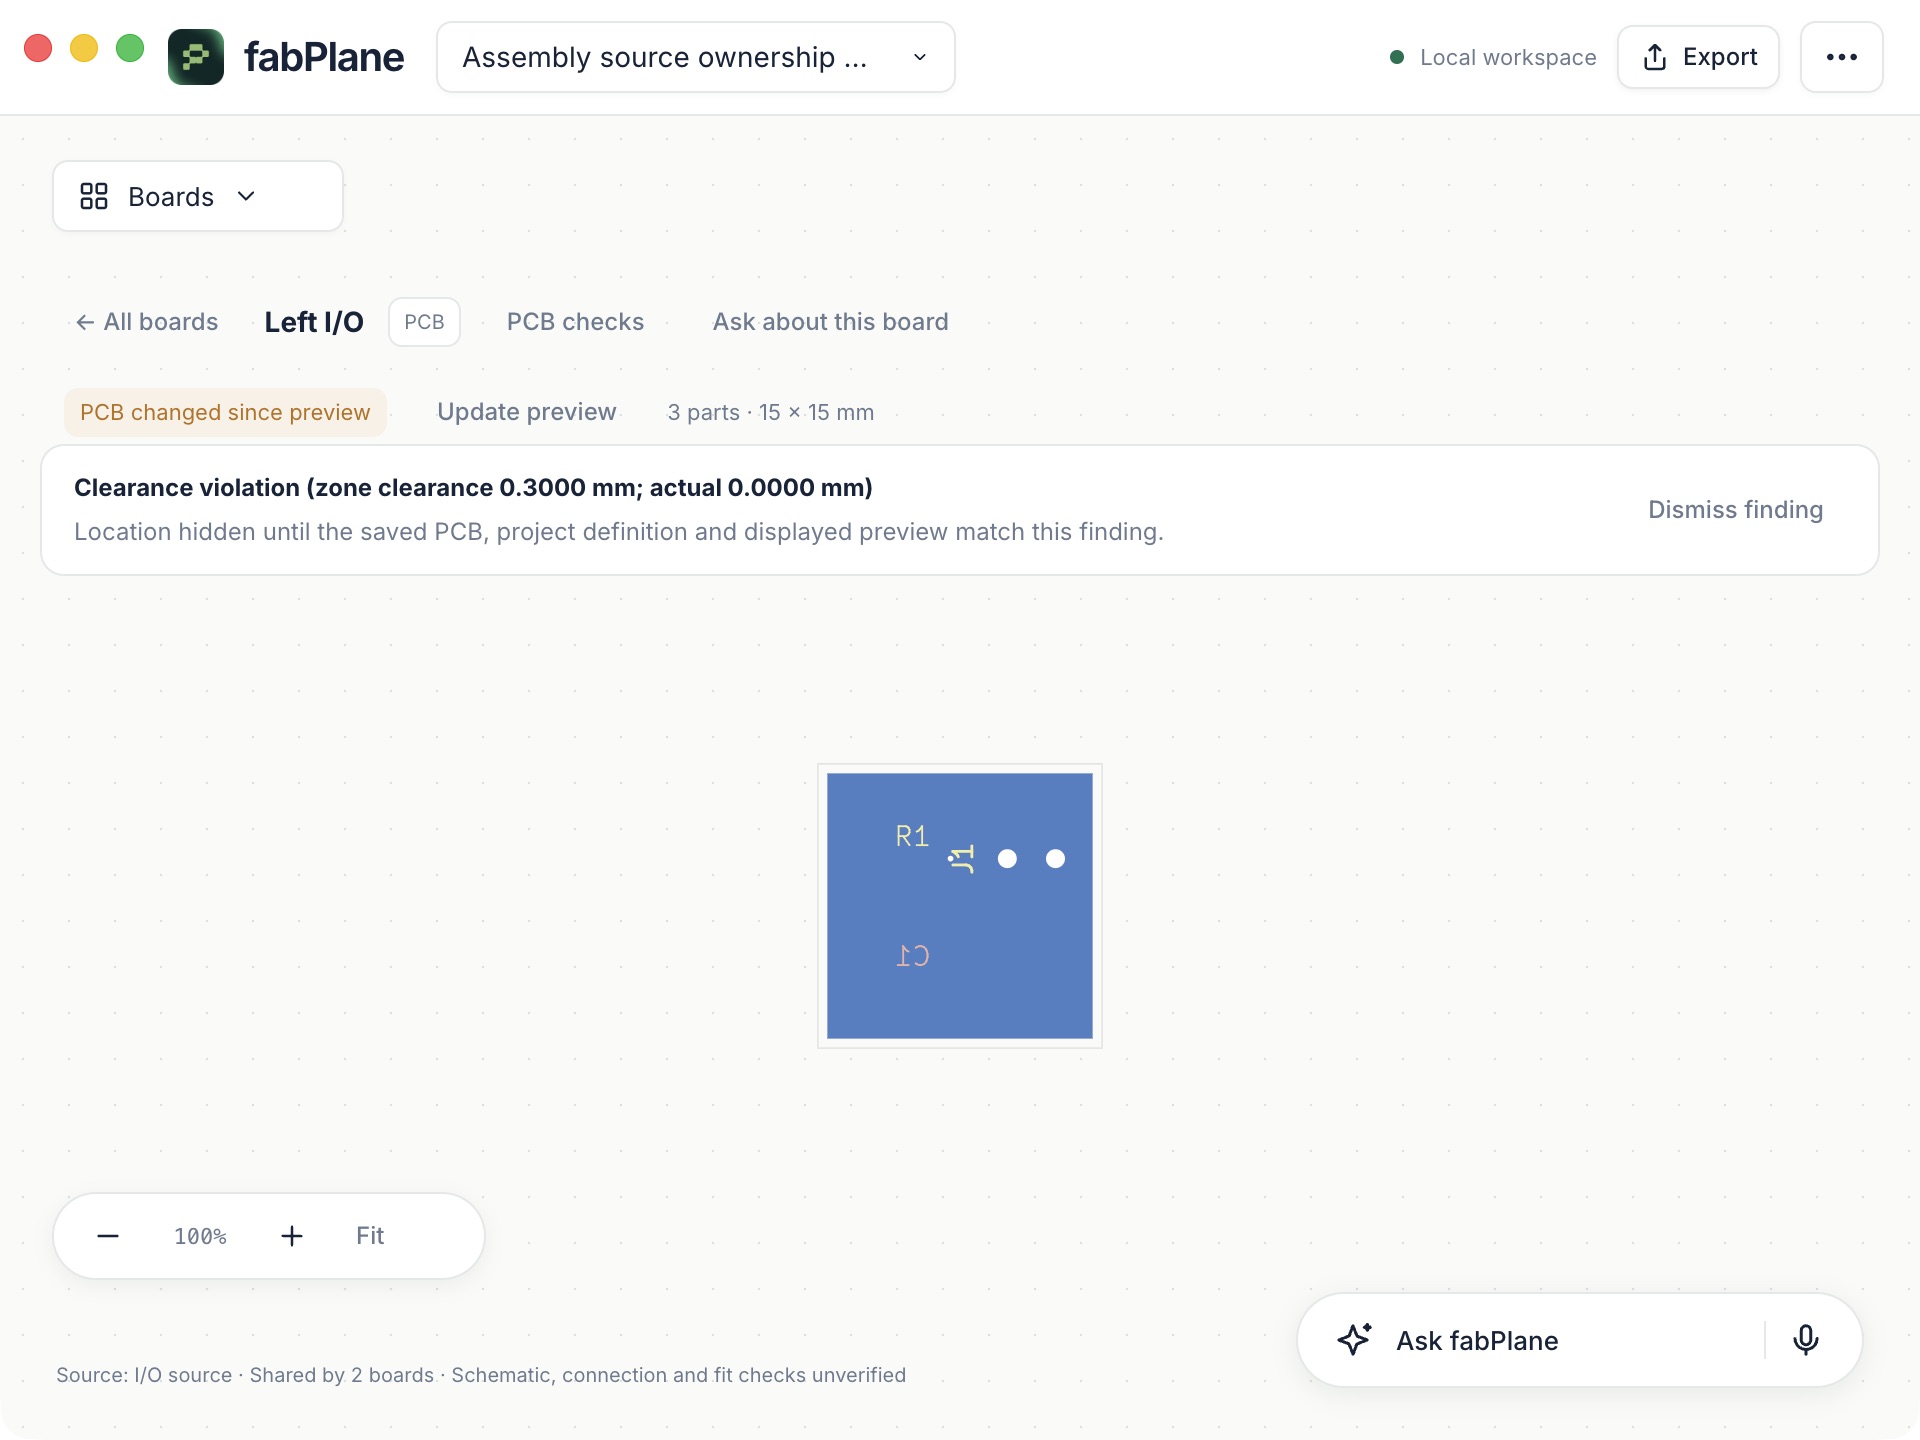 fabPlane
Assembly source ownership ...
Local workspace
Export
Boards
← All boards
Left I/O
PCB
PCB checks
Ask about this board
PCB changed since preview
Update preview
3 parts · 15 × 15 mm
Clearance violation (zone clearance 0.3000 mm; actual 0.0000 mm)
Location hidden until the saved PCB, project definition and displayed preview match this finding.
Dismiss finding
R1
J1
C1
100%
Fit
Ask fabPlane
Source: I/O source · Shared by 2 boards · Schematic, connection and fit checks unverified